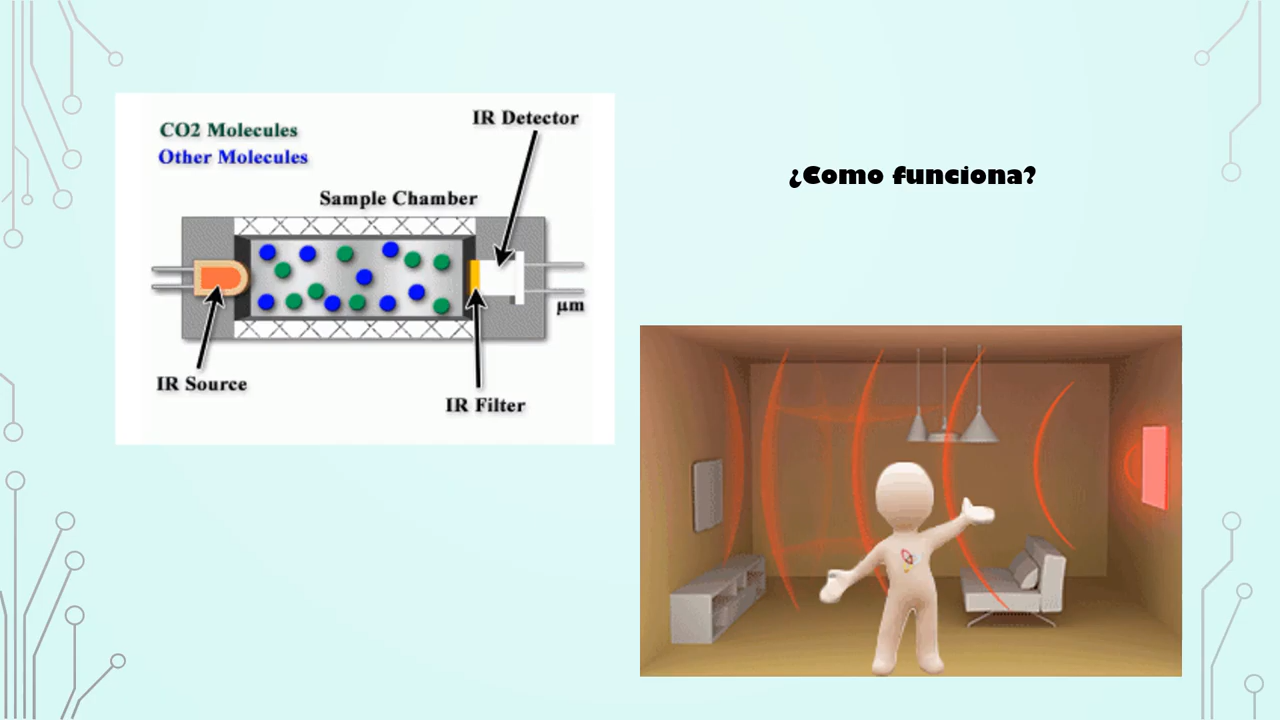 CO2 Molecules
Other Molecules
IR Detector
Sample Chamber
µm
IR Source
IR Filter
¿Como funciona?